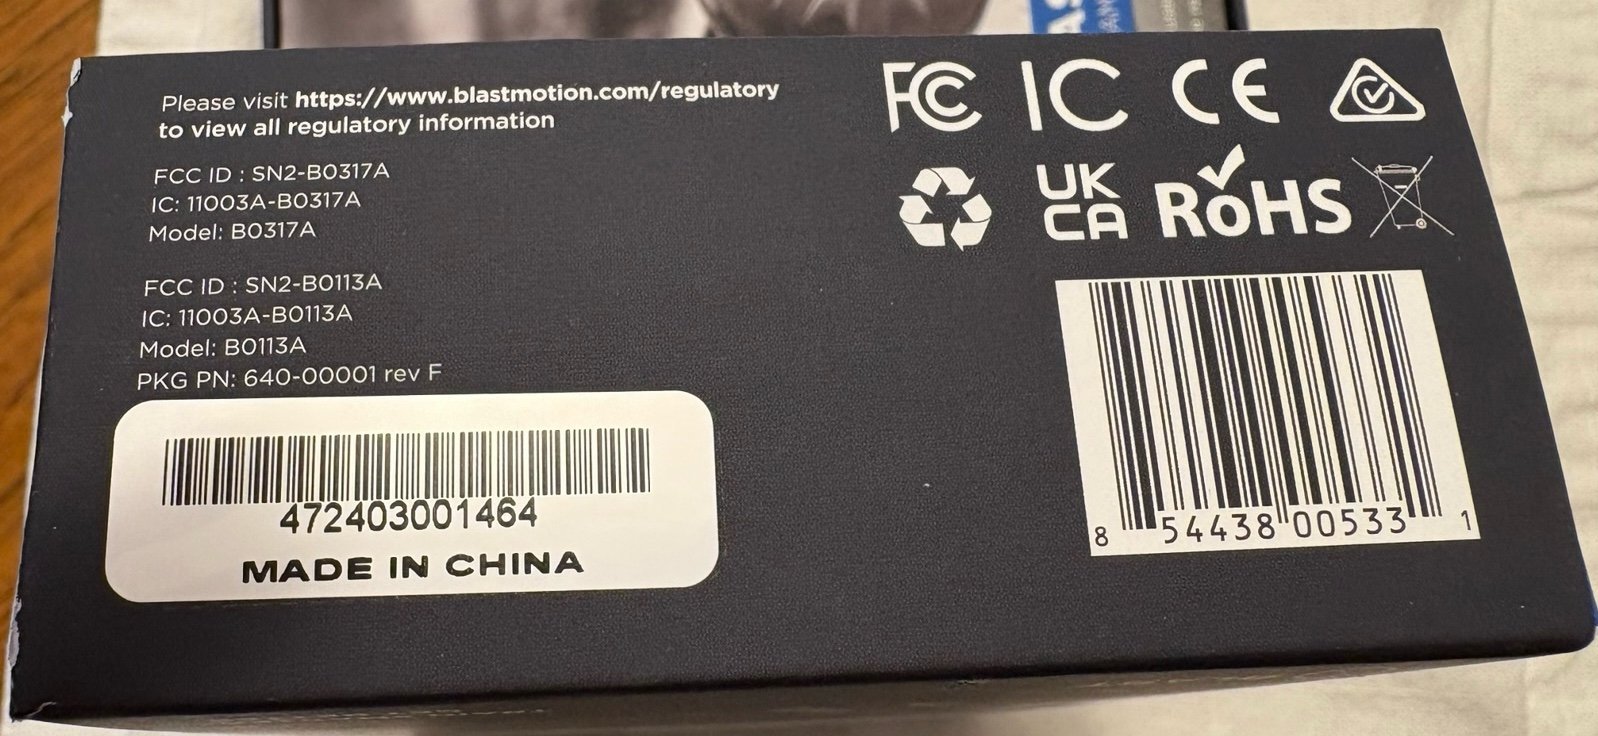 Please visit https://www.blastmotion.com/regulatory
to view all regulatory information
FCC ID : SN2-B0317A
IC: 11003A-B0317A
Model: B0317A
FCC ID : SN2-B0113A
IC: 11003A-B0113A
Model: B0113A
PKG PN: 640-00001 rev F
472403001464
MADE IN CHINA
FC IC CE
UK
CA
RoHS
8 54438 00533 1